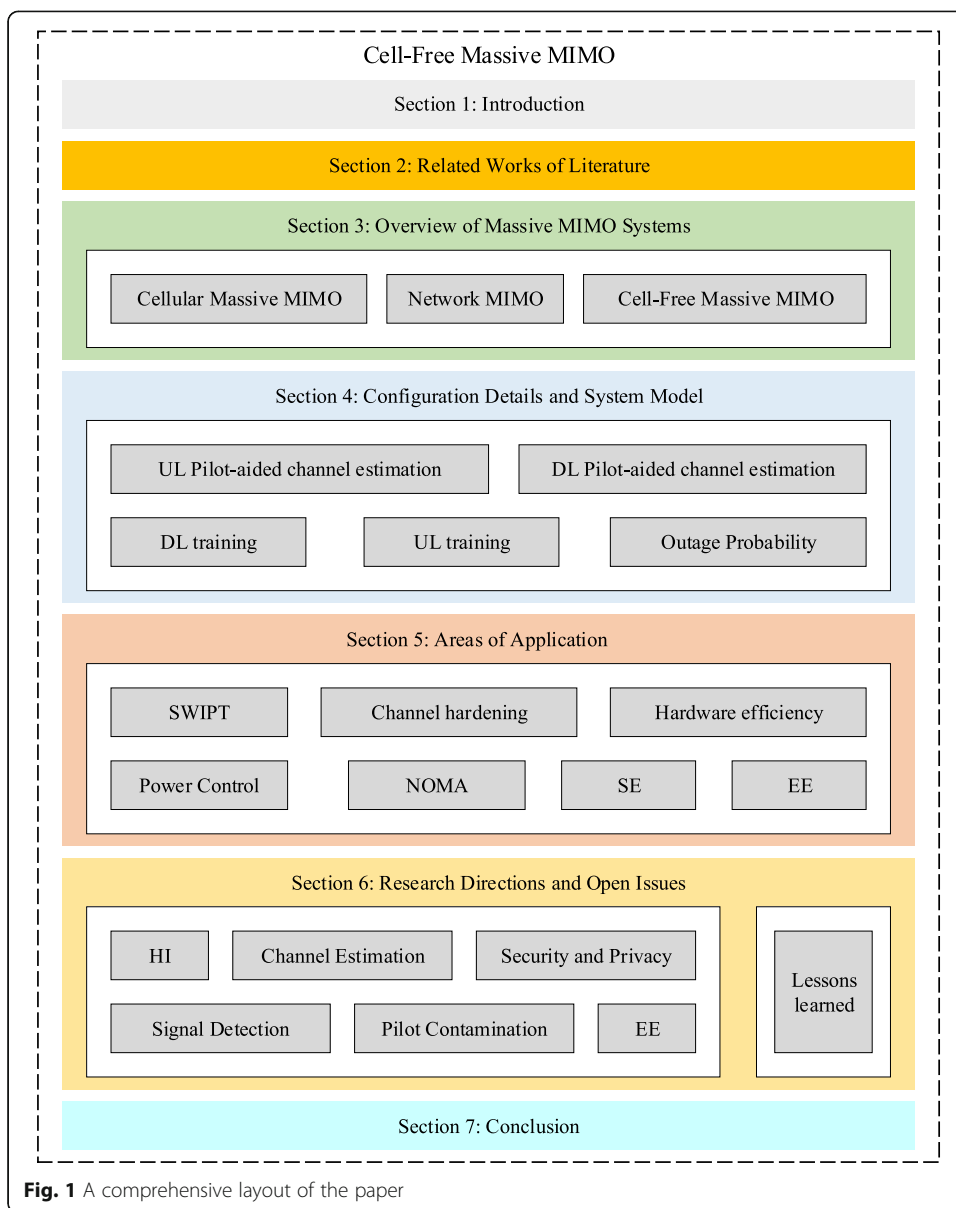 Cell-Free Massive MIMO
Section 1: Introduction
Section 2: Related Works of Literature
Section 3: Overview of Massive MIMO Systems
Cellular Massive MIMO
Network MIMO
Cell-Free Massive MIMO
Section 4: Configuration Details and System Model
UL Pilot-aided channel estimation
DL Pilot-aided channel estimation
DL training
UL training
Outage Probability
Section 5: Areas of Application
SWIPT
Channel hardening
Hardware efficiency
Power Control
NOMA
SE
EE
Section 6: Research Directions and Open Issues
HI
Channel Estimation
Security and Privacy
Signal Detection
Pilot Contamination
EE
Lessons
learned
Section 7: Conclusion
Fig. 1 A comprehensive layout of the paper